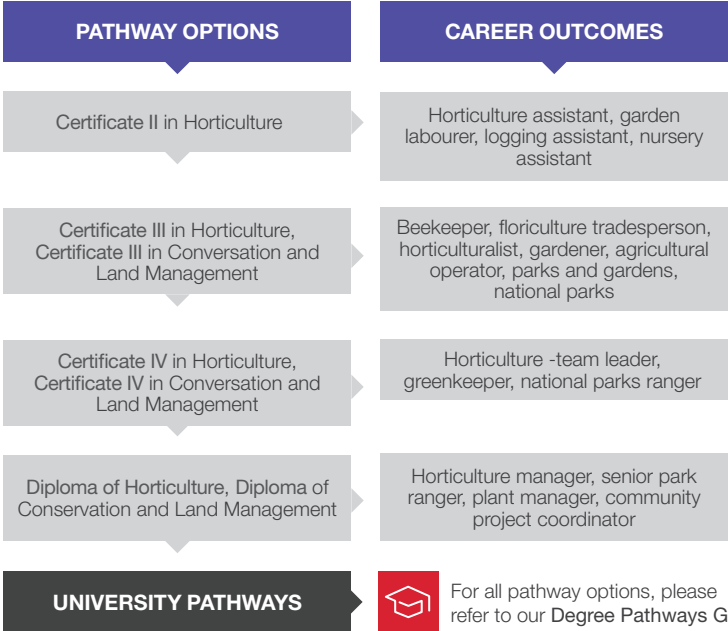 PATHWAY OPTIONS
CAREER OUTCOMES
Certificate II in Horticulture
Horticulture assistant, garden
labourer, logging assistant, nursery
assistant
Certificate III in Horticulture,
Certificate III in Conversation and
Land Management
Beekeeper, floriculture tradesperson,
horticulturalist, gardener, agricultural
operator, parks and gardens,
national parks
Certificate IV in Horticulture,
Certificate IV in Conversation and
Land Management
Horticulture -team leader,
greenkeeper, national parks ranger
Diploma of Horticulture, Diploma of
Conservation and Land Management
Horticulture manager, senior park
ranger, plant manager, community
project coordinator
UNIVERSITY PATHWAYS
For all pathway options, please
refer to our Degree Pathways G